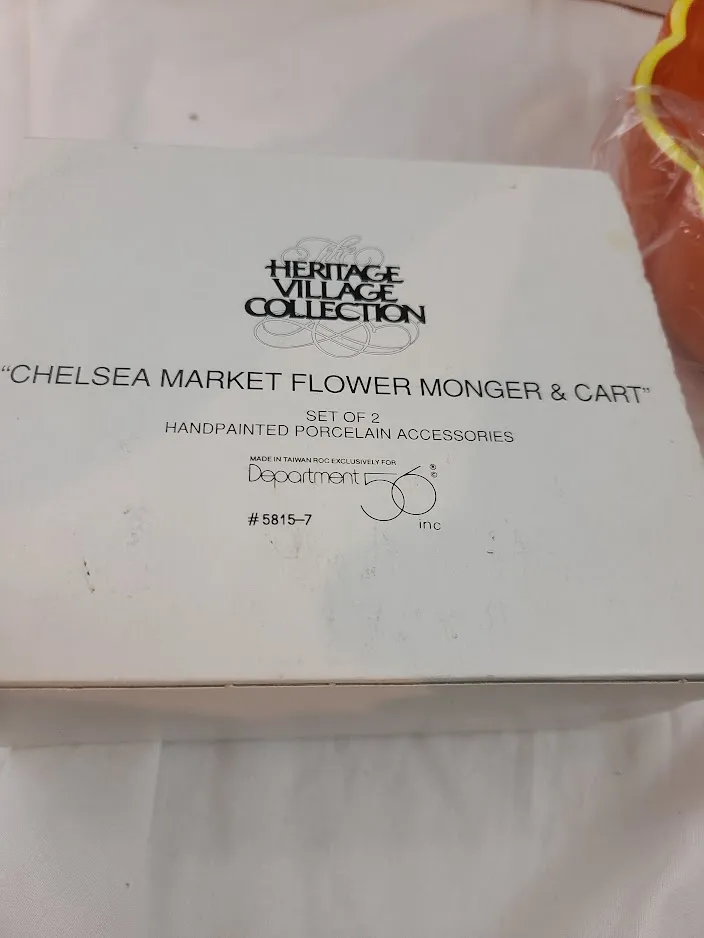 The
HERITAGE
VILLAGE
COLLECTION
"CHELSEA MARKET FLOWER MONGER & CART"
SET OF 2
HANDPAINTED PORCELAIN ACCESSORIES
MADE IN TAIWAN ROC EXCLUSIVELY FOR
Department 56 ® ©
inc
#5815–7